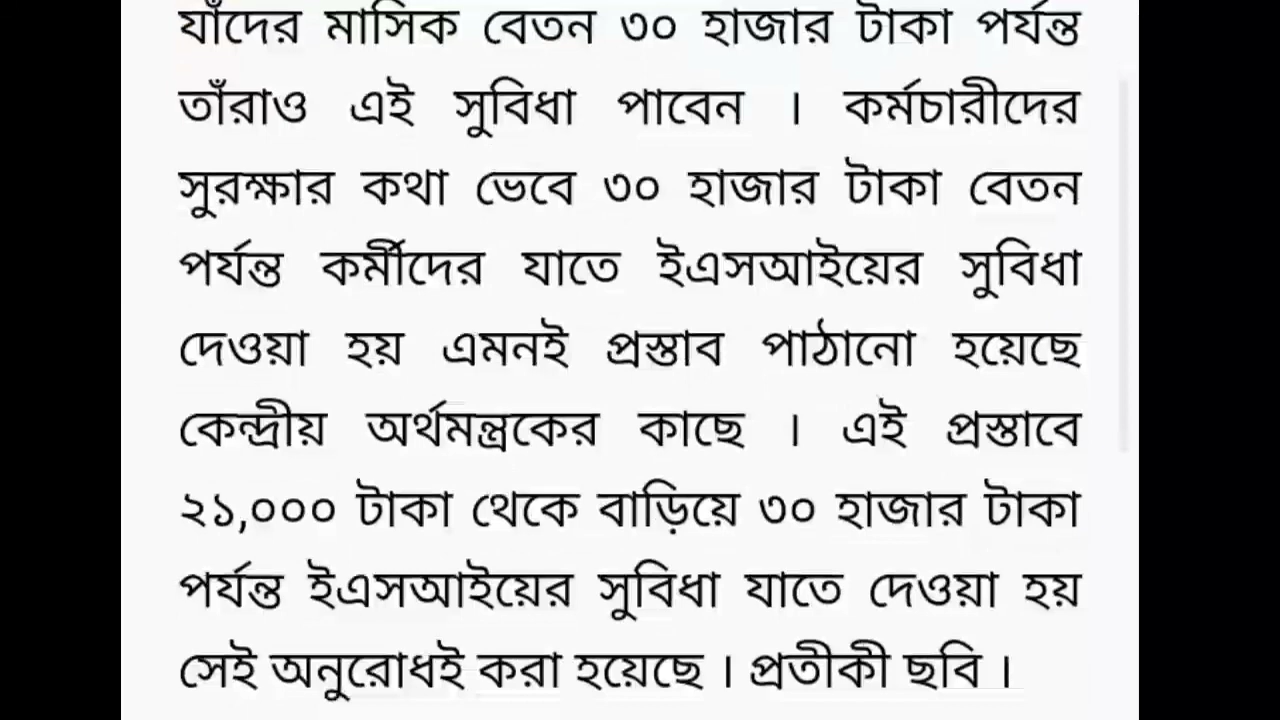 যাঁদের মাসিক বেতন ৩০ হাজার টাকা পর্যন্ত
তাঁরাও এই সুবিধা পাবেন । কর্মচারীদের
সুরক্ষার কথা ভেবে ৩০ হাজার টাকা বেতন
পর্যন্ত কর্মীদের যাতে ইএসআইয়ের সুবিধা
দেওয়া হয় এমনই প্রস্তাব পাঠানো হয়েছে
কেন্দ্রীয় অর্থমন্ত্রকের কাছে । এই প্রস্তাবে
২১,০০০ টাকা থেকে বাড়িয়ে ৩০ হাজার টাকা
পর্যন্ত ইএসআইয়ের সুবিধা যাতে দেওয়া হয়
সেই অনুরোধই করা হয়েছে । প্রতীকী ছবি ।